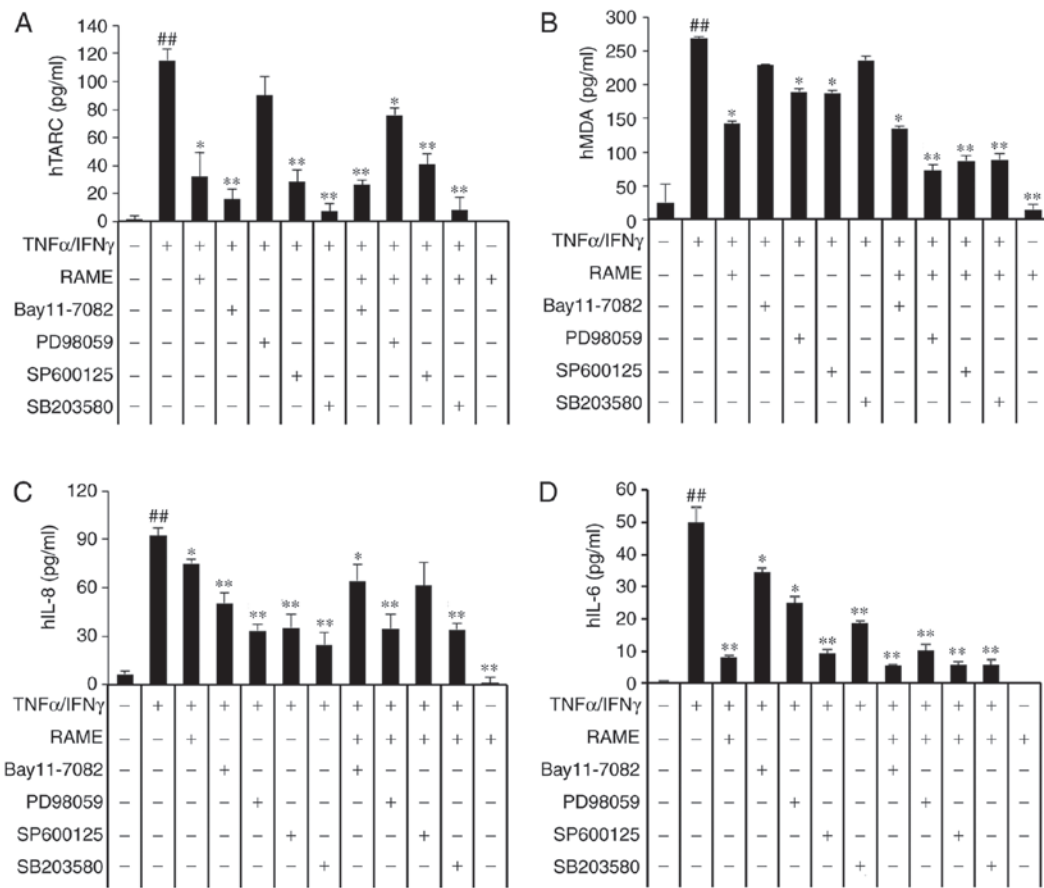 A
140
120
100
80
60
40
20
0
hTARC (pg/ml)
## * ** ** ** ** * ** **
TNFα/IFNγ – + + + + + + + + + + –
RAME – – + – – – – + + + + +
Bay11-7082 – – – + – – – + – – – –
PD98059 – – – – + – – – + – – –
SP600125 – – – – – + – – – + – –
SB203580 – – – – – – + – – – + –
B
300
250
200
150
100
50
0
hMDA (pg/ml)
## * * * * ** ** ** **
TNFα/IFNγ – + + + + + + + + + + –
RAME – – + – – – – + + + + +
Bay11-7082 – – – + – – – + – – – –
PD98059 – – – – + – – – + – – –
SP600125 – – – – – + – – – + – –
SB203580 – – – – – – + – – – + –
C
120
90
60
30
0
hIL-8 (pg/ml)
## * ** ** ** ** * ** ** **
TNFα/IFNγ – + + + + + + + + + + –
RAME – – + – – – – + + + + +
Bay11-7082 – – – + – – – + – – – –
PD98059 – – – – + – – – + – – –
SP600125 – – – – – + – – – + – –
SB203580 – – – – – – + – – – + –
D
60
50
40
30
20
10
0
hIL-6 (pg/ml)
## ** * * ** ** ** ** ** **
TNFα/IFNγ – + + + + + + + + + + –
RAME – – + – – – – + + + + +
Bay11-7082 – – – + – – – + – – – –
PD98059 – – – – + – – – + – – –
SP600125 – – – – – + – – – + – –
SB203580 – – – – – – + – – – + –